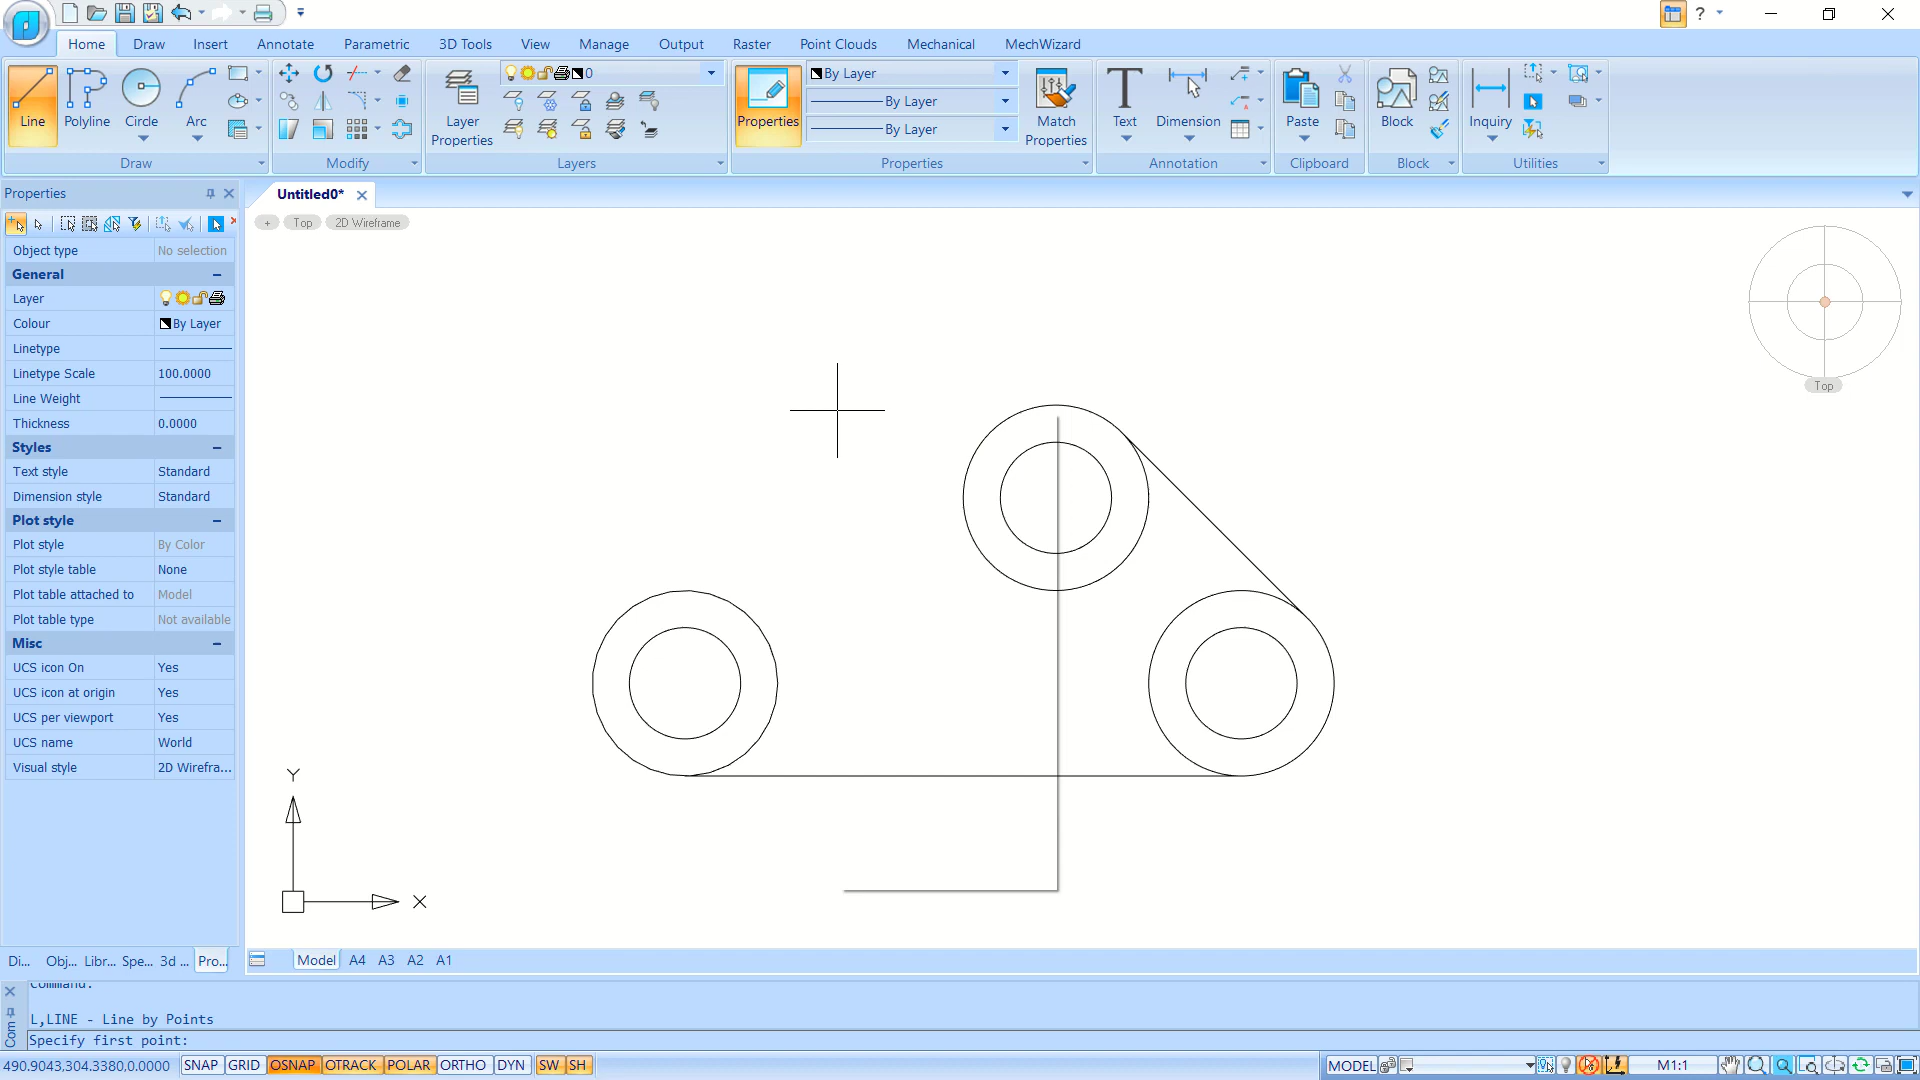 ?
Home Draw Insert Annotate Parametric 3D Tools View Manage Output Raster Point Clouds Mechanical MechWizard
Line Polyline Circle Arc
Draw
Modify
Layer Properties
0
Layers
Properties
By Layer
By Layer
By Layer
Match Properties
Properties
Text Dimension
Annotation
Paste
Clipboard
Block
Block
Inquiry
Utilities
Properties
Untitled0*
+ Top 2D Wireframe
Object type No selection
General
Layer
Colour By Layer
Linetype
Linetype Scale 100.0000
Line Weight
Thickness 0.0000
Styles
Text style Standard
Dimension style Standard
Plot style
Plot style By Color
Plot style table None
Plot table attached to Model
Plot table type Not available
Misc
UCS icon On Yes
UCS icon at origin Yes
UCS per viewport Yes
UCS name World
Visual style 2D Wirefra...
Top
Y
X
Di... Obj... Libr... Spe... 3d ... Pro...
Model A4 A3 A2 A1
Com
Command:
L,LINE - Line by Points
Specify first point:
490.9043,304.3380,0.0000 SNAP GRID OSNAP OTRACK POLAR ORTHO DYN SW SH MODEL M1:1